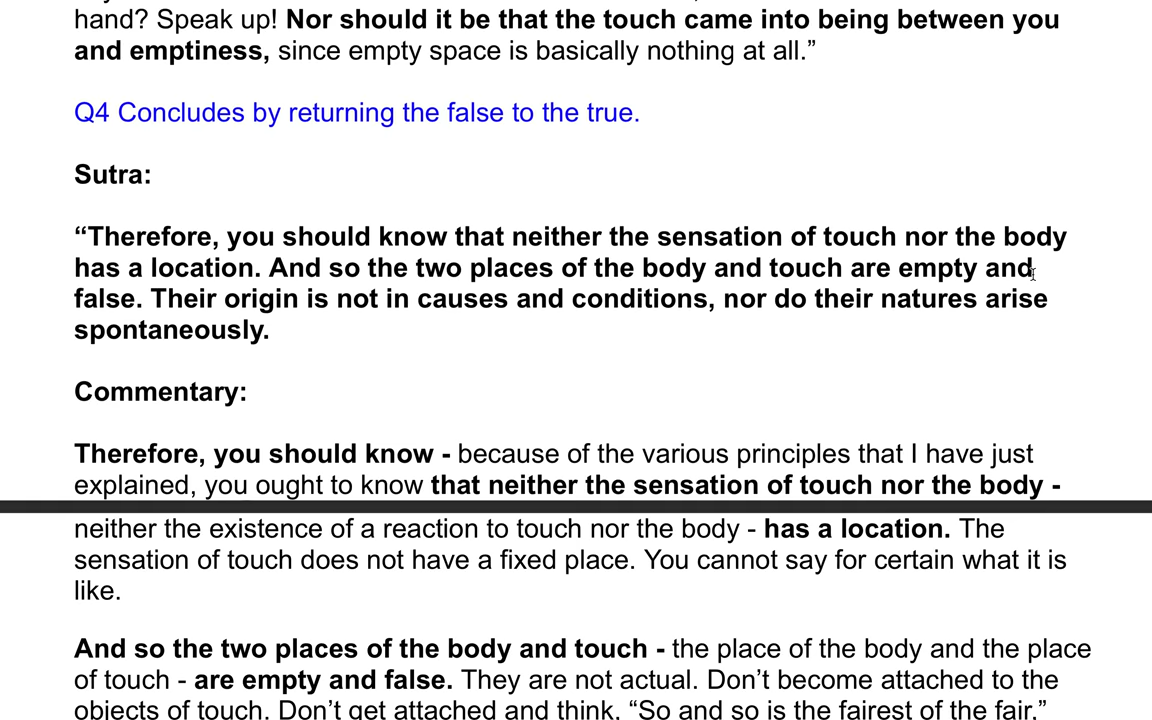 hand? Speak up! Nor should it be that the touch came into being between you
and emptiness, since empty space is basically nothing at all.”
Q4 Concludes by returning the false to the true.
Sutra:
“Therefore, you should know that neither the sensation of touch nor the body
has a location. And so the two places of the body and touch are empty and
false. Their origin is not in causes and conditions, nor do their natures arise
spontaneously.
Commentary:
Therefore, you should know - because of the various principles that I have just
explained, you ought to know that neither the sensation of touch nor the body -
neither the existence of a reaction to touch nor the body - has a location. The
sensation of touch does not have a fixed place. You cannot say for certain what it is
like.
And so the two places of the body and touch - the place of the body and the place
of touch - are empty and false. They are not actual. Don’t become attached to the
objects of touch. Don’t get attached and think, “So and so is the fairest of the fair.”